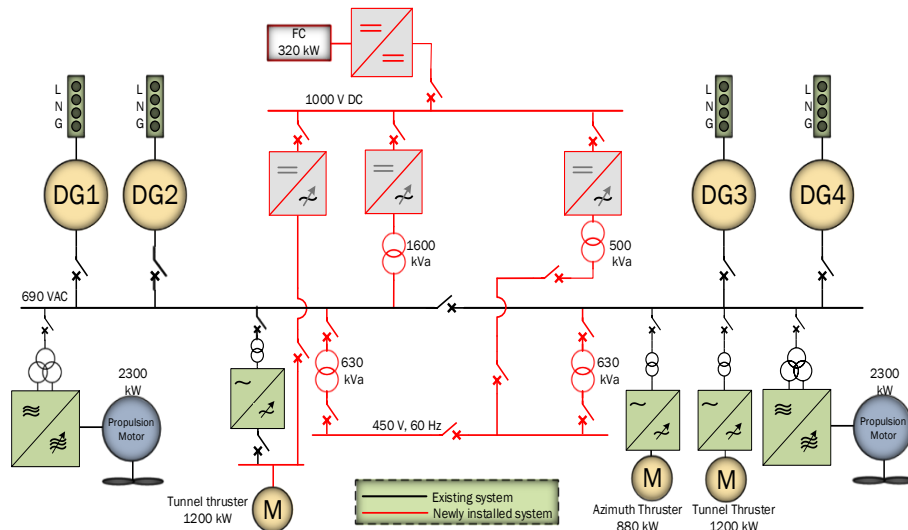 FC
320 kW
1000 V DC
L
N
G
L
N
G
L
N
G
L
N
G
DG1
DG2
DG3
DG4
1600
kVa
500
kVa
690 VAC
2300
kW
630
kVa
630
kVa
2300
kW
Propulsion
Motor
450 V, 60 Hz
Propulsion
Motor
M
M
M
Tunnel thruster
1200 kW
Existing system
Newly installed system
Azimuth Thruster
880 kW
Tunnel Thruster
1200 kW